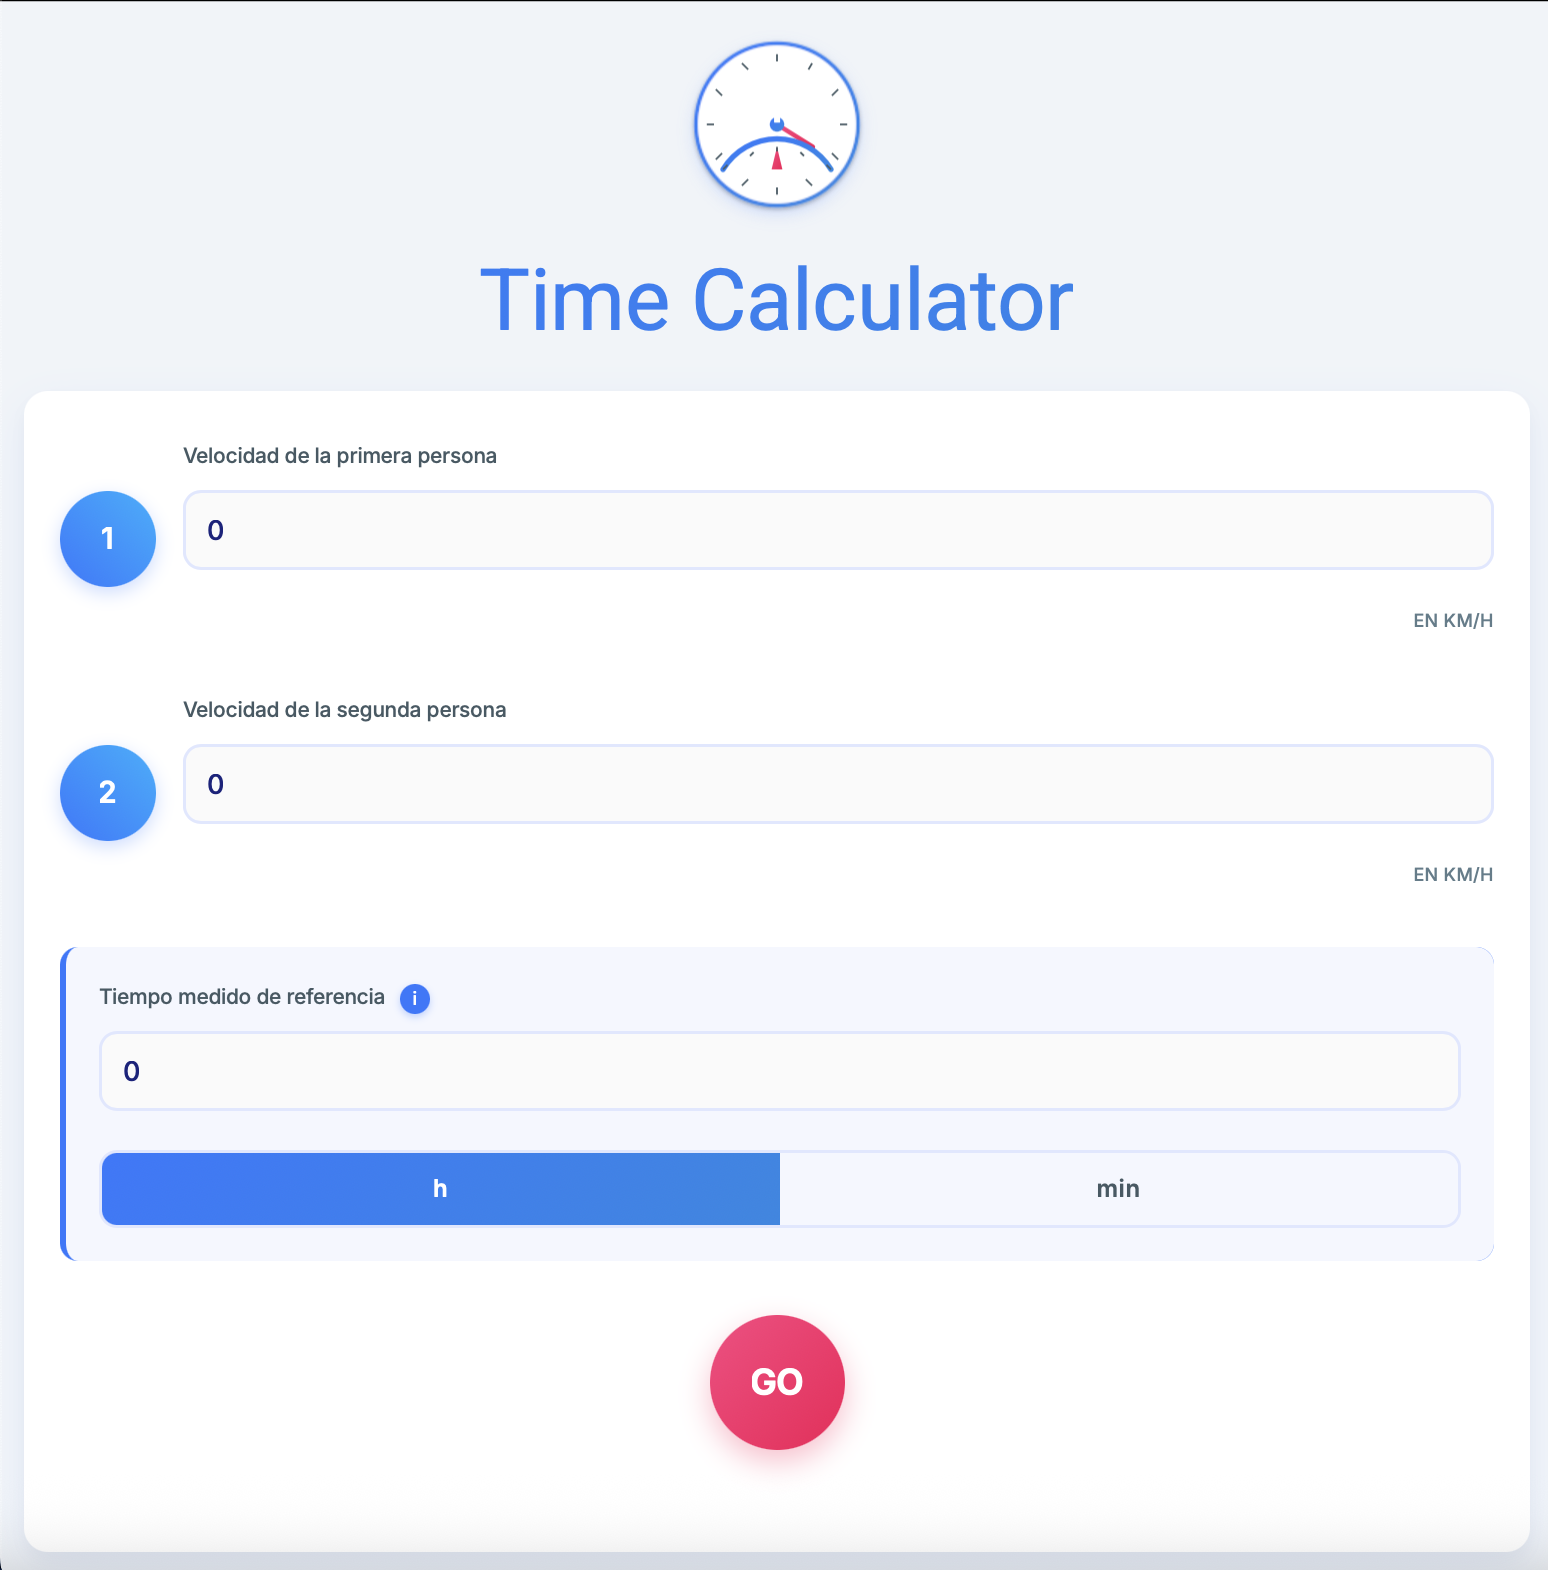 Time Calculator
Velocidad de la primera persona
1
0
EN KM/H
Velocidad de la segunda persona
2
0
EN KM/H
Tiempo medido de referencia i
0
h min
GO